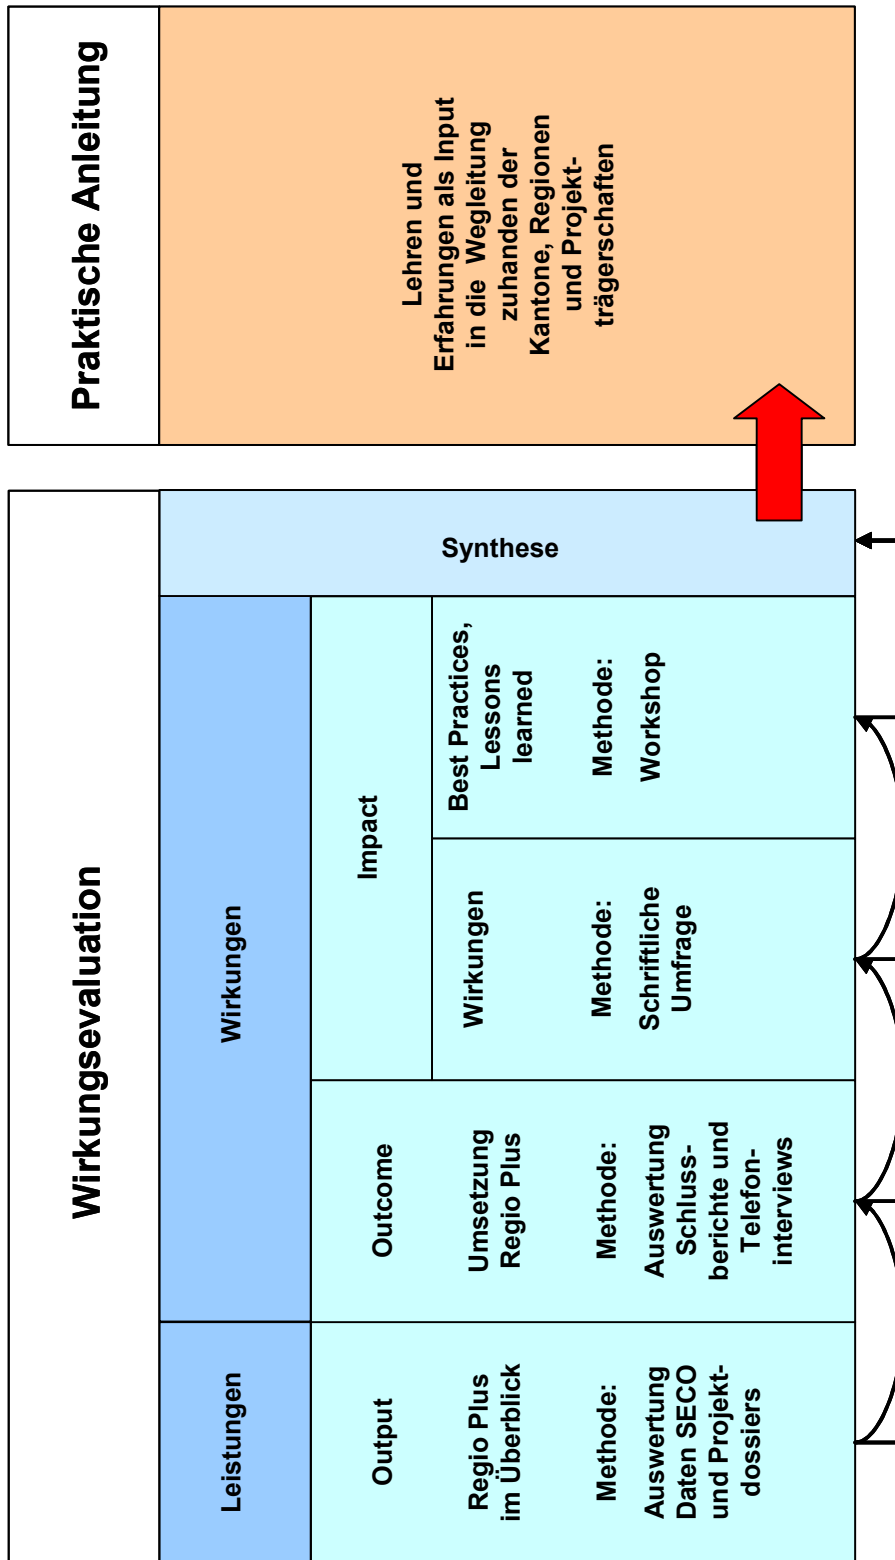 Wirkungsevaluation
Praktische Anleitung
Leistungen
Wirkungen
Synthese
Output
Outcome
Impact
Regio Plus
im Überblick
Methode:
Auswertung
Daten SECO
und Projekt-
dossiers
Umsetzung
Regio Plus
Methode:
Auswertung
Schluss-
berichte und
Telefon-
interviews
Wirkungen
Methode:
Schriftliche
Umfrage
Best Practices,
Lessons
learned
Methode:
Workshop
Lehren und
Erfahrungen als Input
in die Wegleitung
zuhanden der
Kantone, Regionen
und Projekt-
trägerschaften